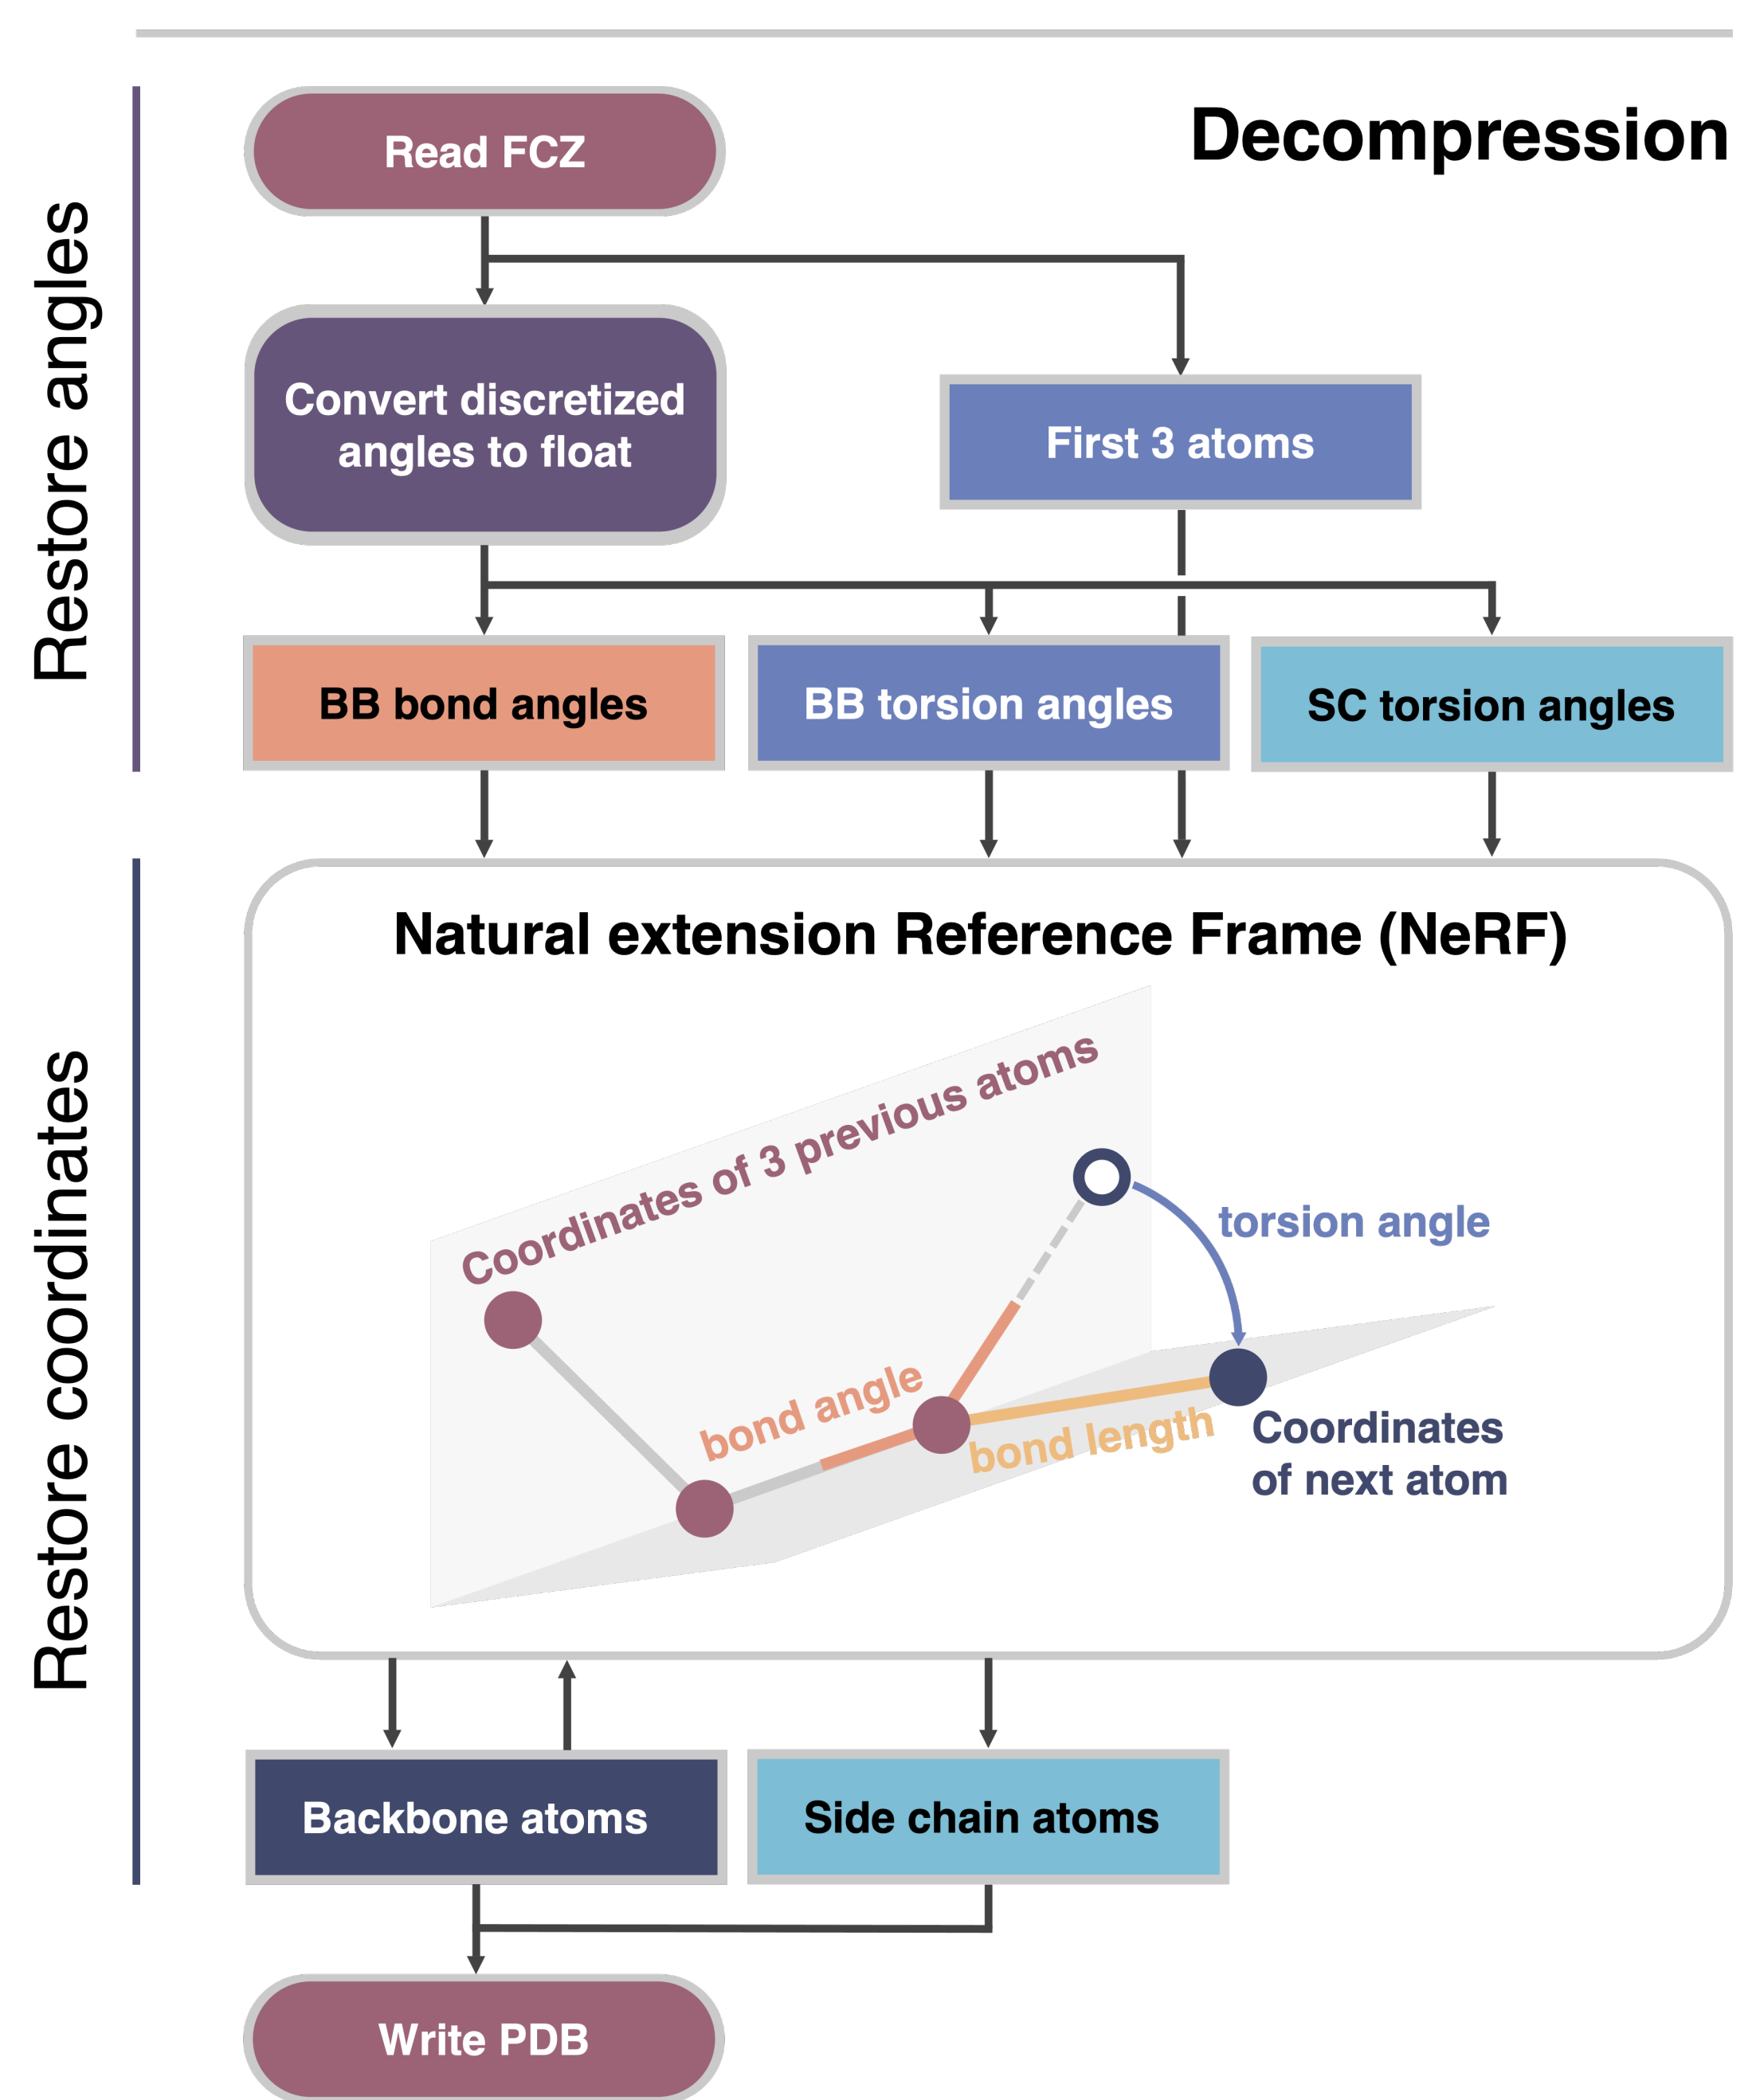 Decompression
Restore angles
Read FCZ
Convert discretized
angles to float
First 3 atoms
BB bond angles
BB torsion angles
SC torsion angles
Restore coordinates
Natural extension Reference Frame (NeRF)
Coordinates of 3 previous atoms
torsion angle
bond angle
bond length
Coordinates
of next atom
Backbone atoms
Side chain atoms
Write PDB